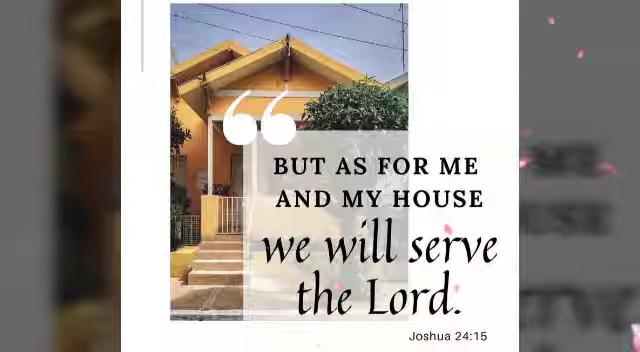 BUT AS FOR ME
AND MY HOUSE
we will serve
the Lord.
Joshua 24:15